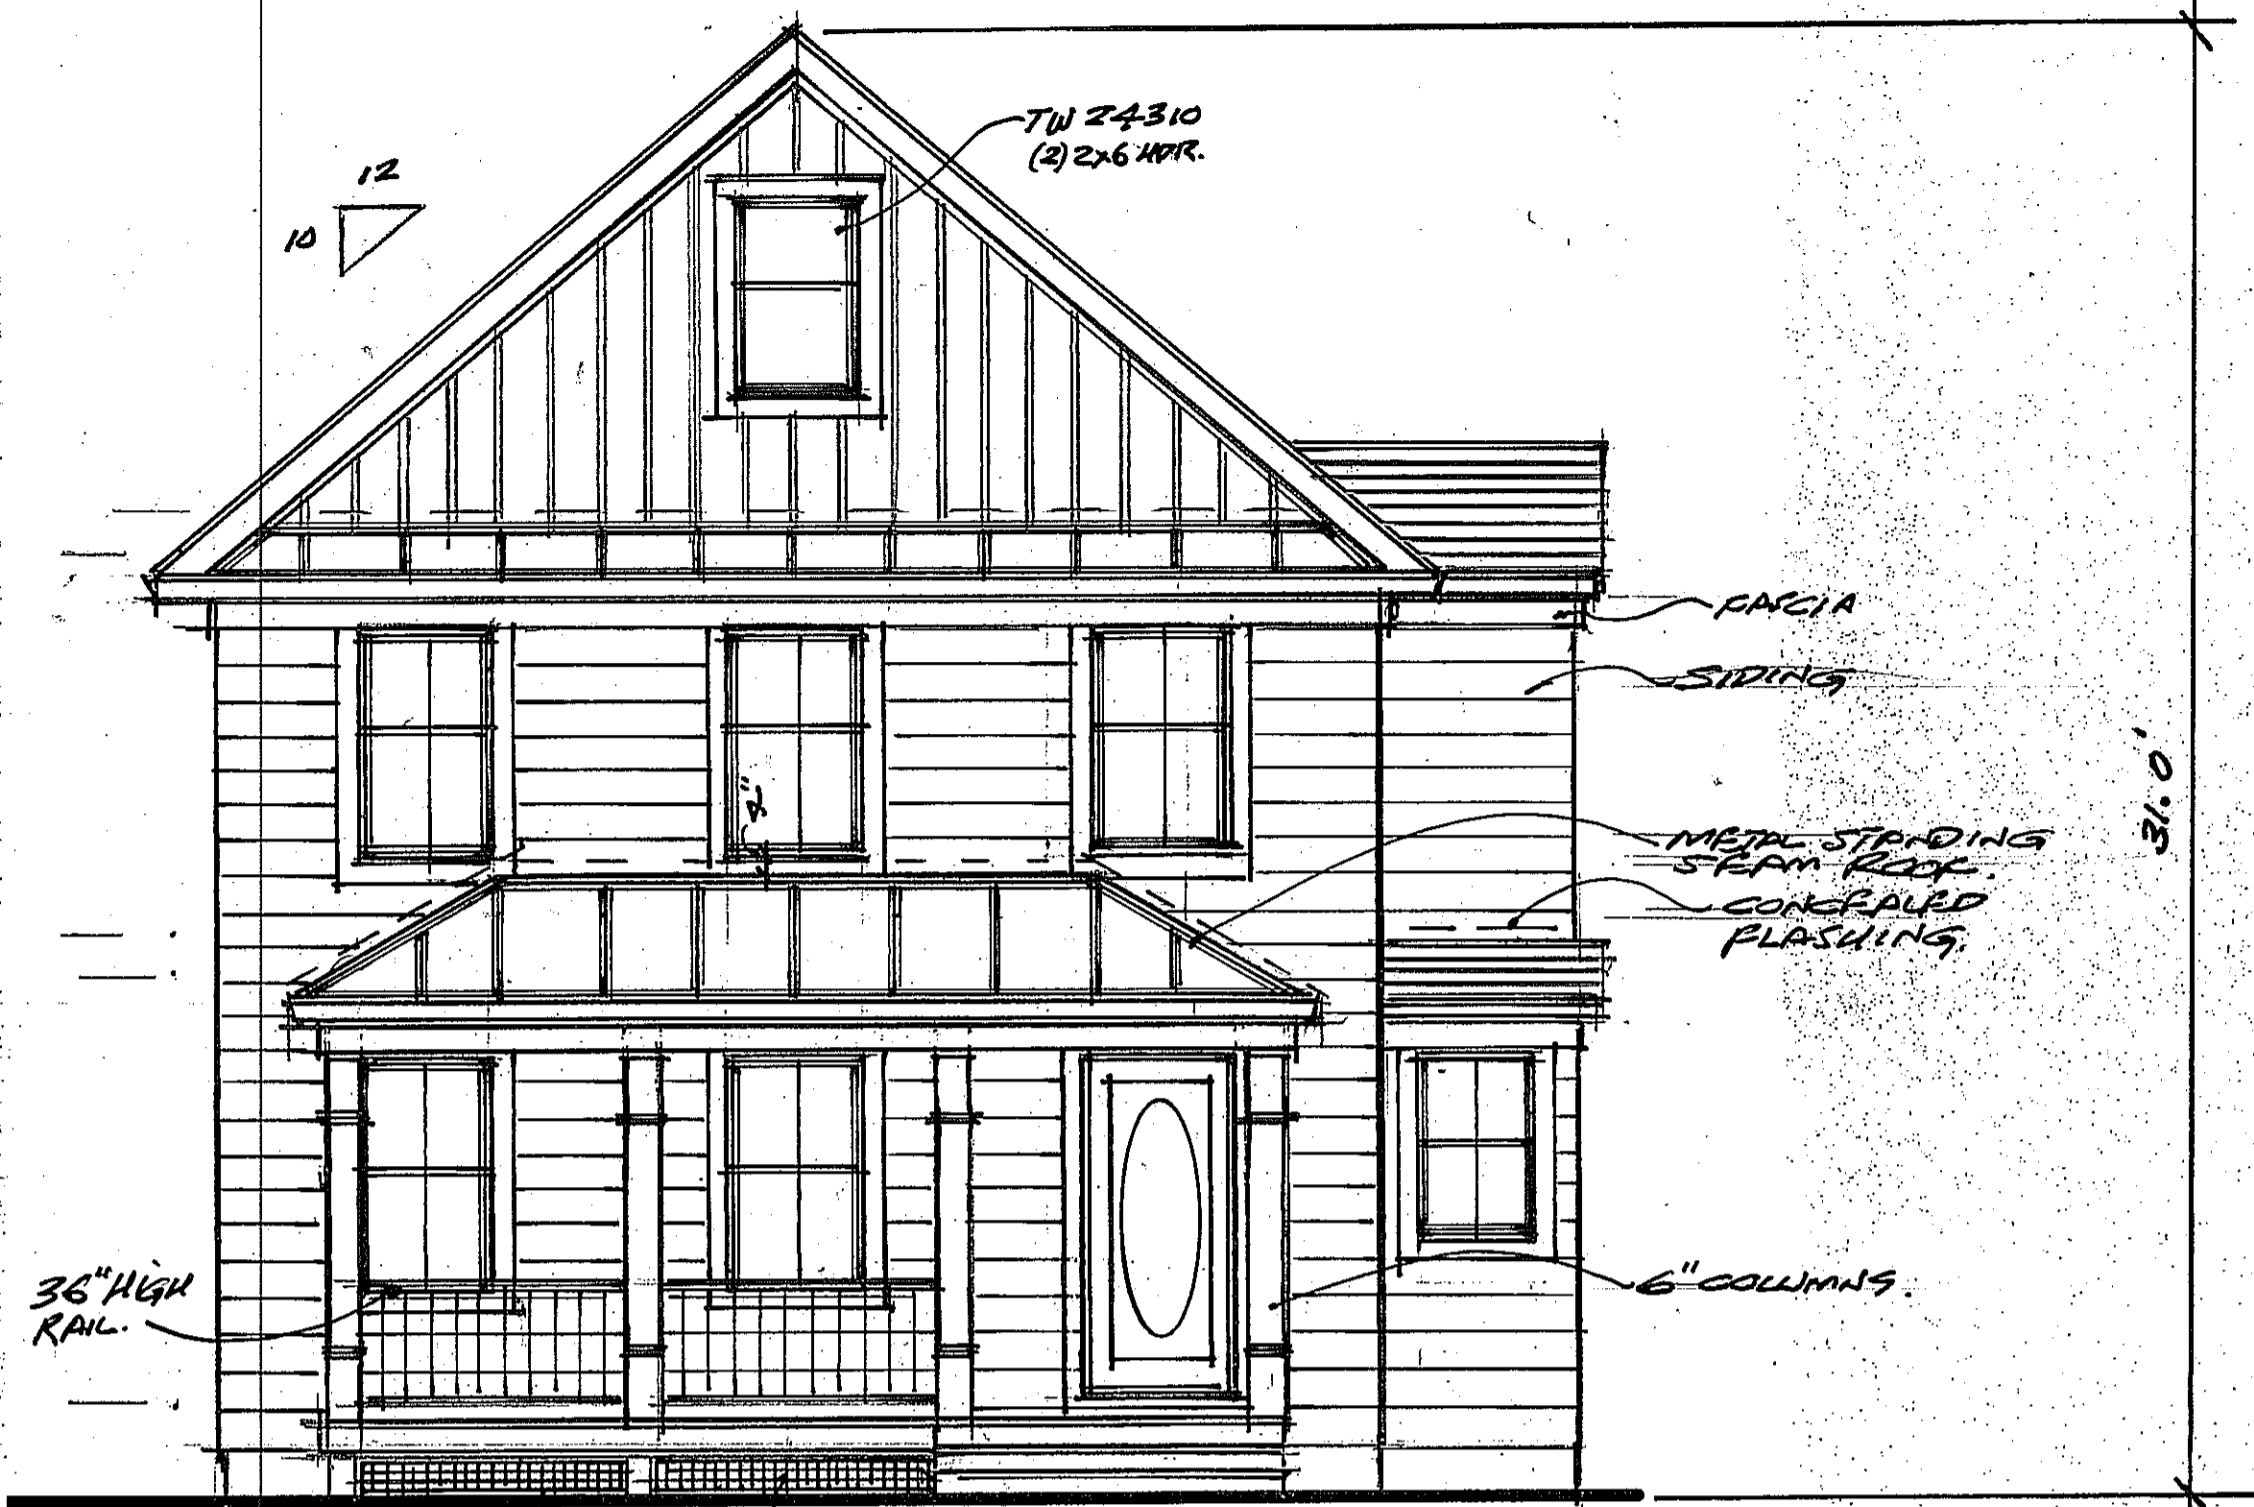 TW 24310
(2) 2x6 HDR.
12
10
FASCIA
SIDING
31.0'
METAL STANDING
SEAM ROOF.
CONCEALED
FLASHING.
36" HIGH
RAIL.
6" COLUMNS.